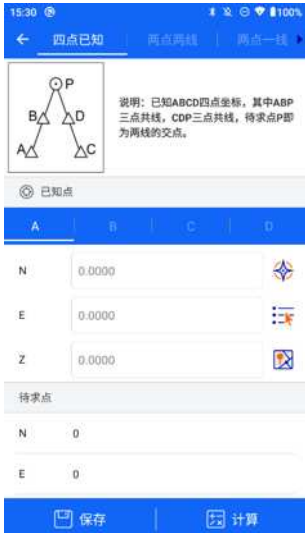 15:30 100%
四点已知 两点两线 两点一线
P
B D
A C
说明：已知ABCD四点坐标，其中ABP
三点共线，CDP三点共线，待求点P即
为两线的交点。
已知点
A B C D
N 0.0000
E 0.0000
Z 0.0000
待求点
N 0
E 0
保存 计算